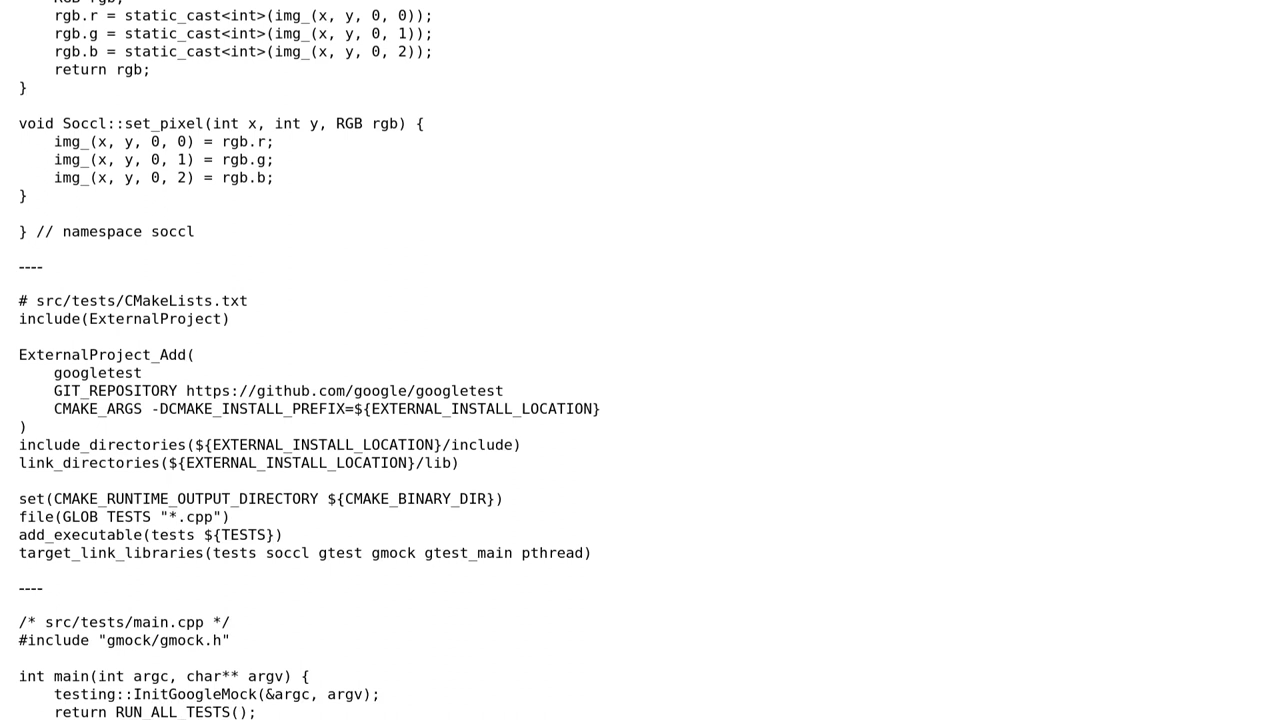 RGB rgb;
    rgb.r = static_cast<int>(img_(x, y, 0, 0));
    rgb.g = static_cast<int>(img_(x, y, 0, 1));
    rgb.b = static_cast<int>(img_(x, y, 0, 2));
    return rgb;
}

void Soccl::set_pixel(int x, int y, RGB rgb) {
    img_(x, y, 0, 0) = rgb.r;
    img_(x, y, 0, 1) = rgb.g;
    img_(x, y, 0, 2) = rgb.b;
}

} // namespace soccl

----

# src/tests/CMakeLists.txt
include(ExternalProject)

ExternalProject_Add(
    googletest
    GIT_REPOSITORY https://github.com/google/googletest
    CMAKE_ARGS -DCMAKE_INSTALL_PREFIX=${EXTERNAL_INSTALL_LOCATION}
)
include_directories(${EXTERNAL_INSTALL_LOCATION}/include)
link_directories(${EXTERNAL_INSTALL_LOCATION}/lib)

set(CMAKE_RUNTIME_OUTPUT_DIRECTORY ${CMAKE_BINARY_DIR})
file(GLOB TESTS "*.cpp")
add_executable(tests ${TESTS})
target_link_libraries(tests soccl gtest gmock gtest_main pthread)

----

/* src/tests/main.cpp */
#include "gmock/gmock.h"

int main(int argc, char** argv) {
    testing::InitGoogleMock(&argc, argv);
    return RUN_ALL_TESTS();